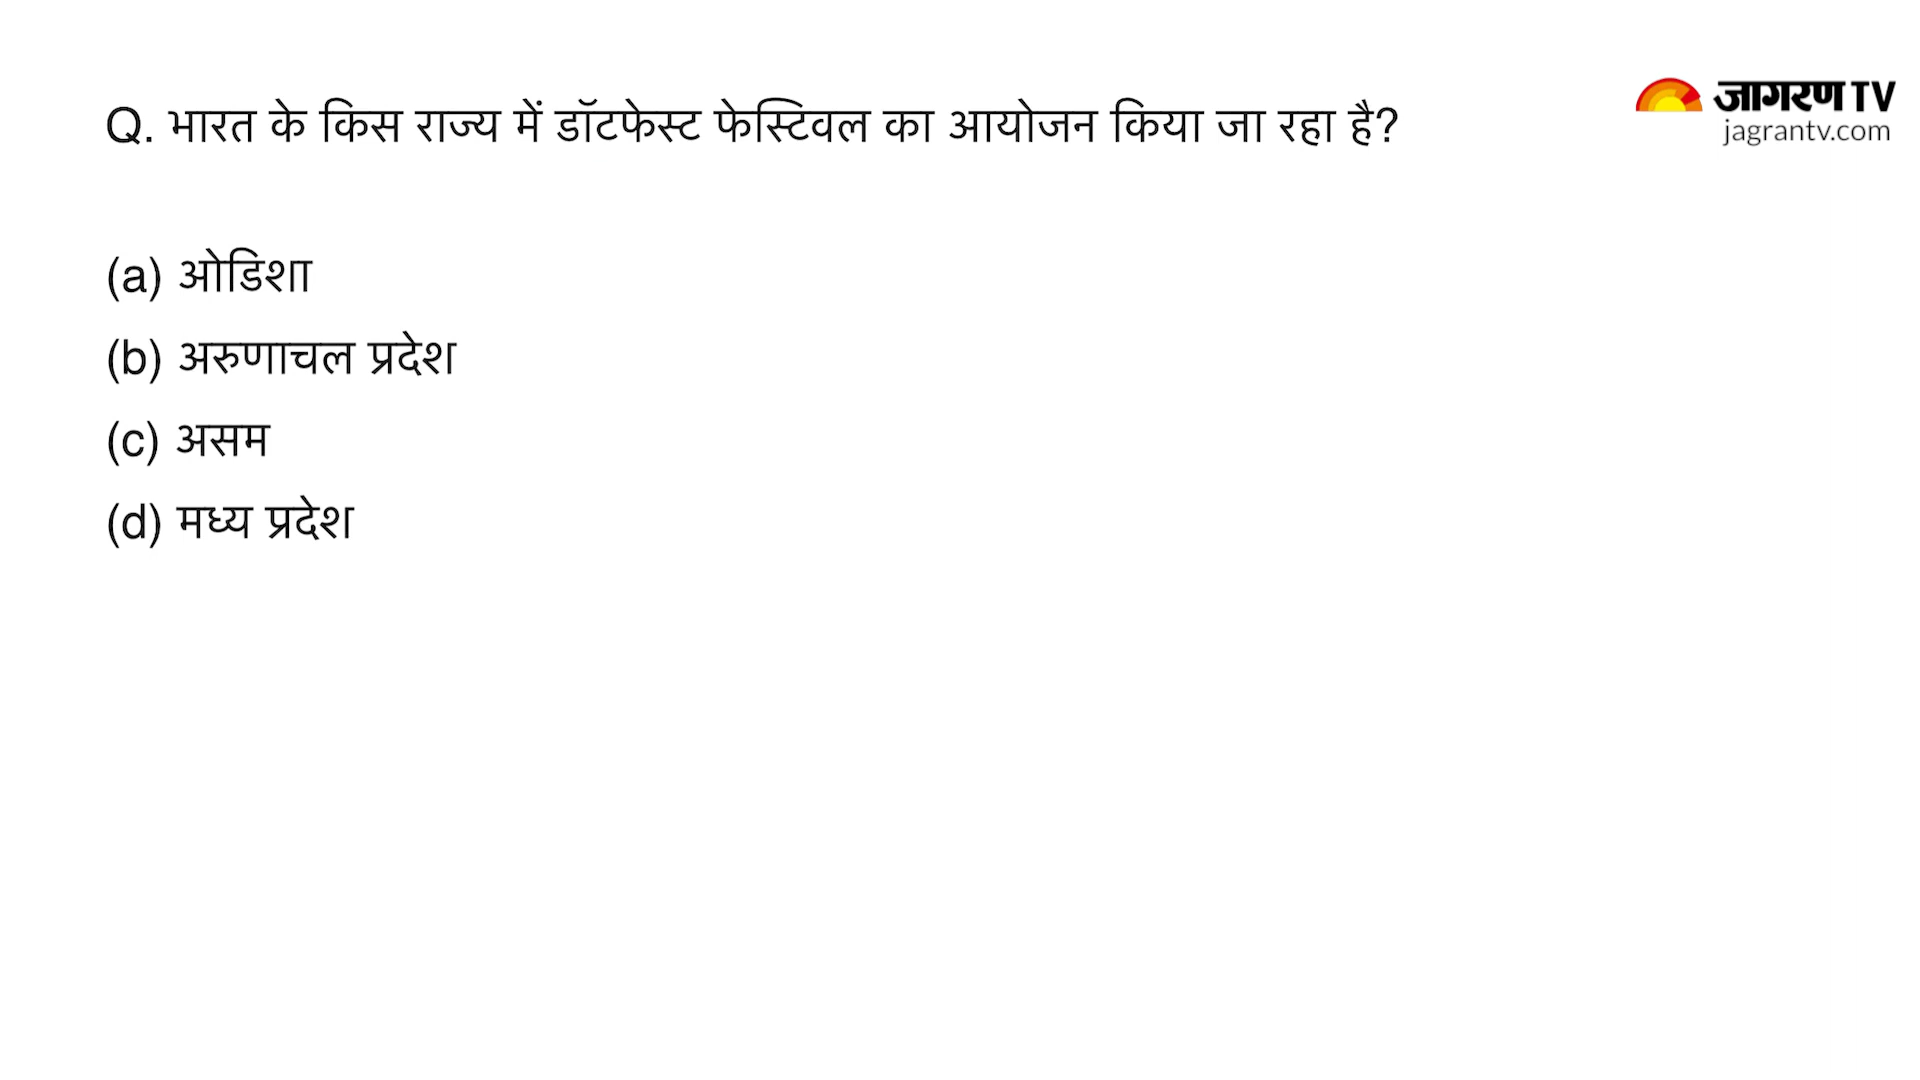 Q. भारत के किस राज्य में डॉटफेस्ट फेस्टिवल का आयोजन किया जा रहा है?
जागरण TV
jagrantv.com
(a) ओडिशा
(b) अरुणाचल प्रदेश
(c) असम
(d) मध्य प्रदेश